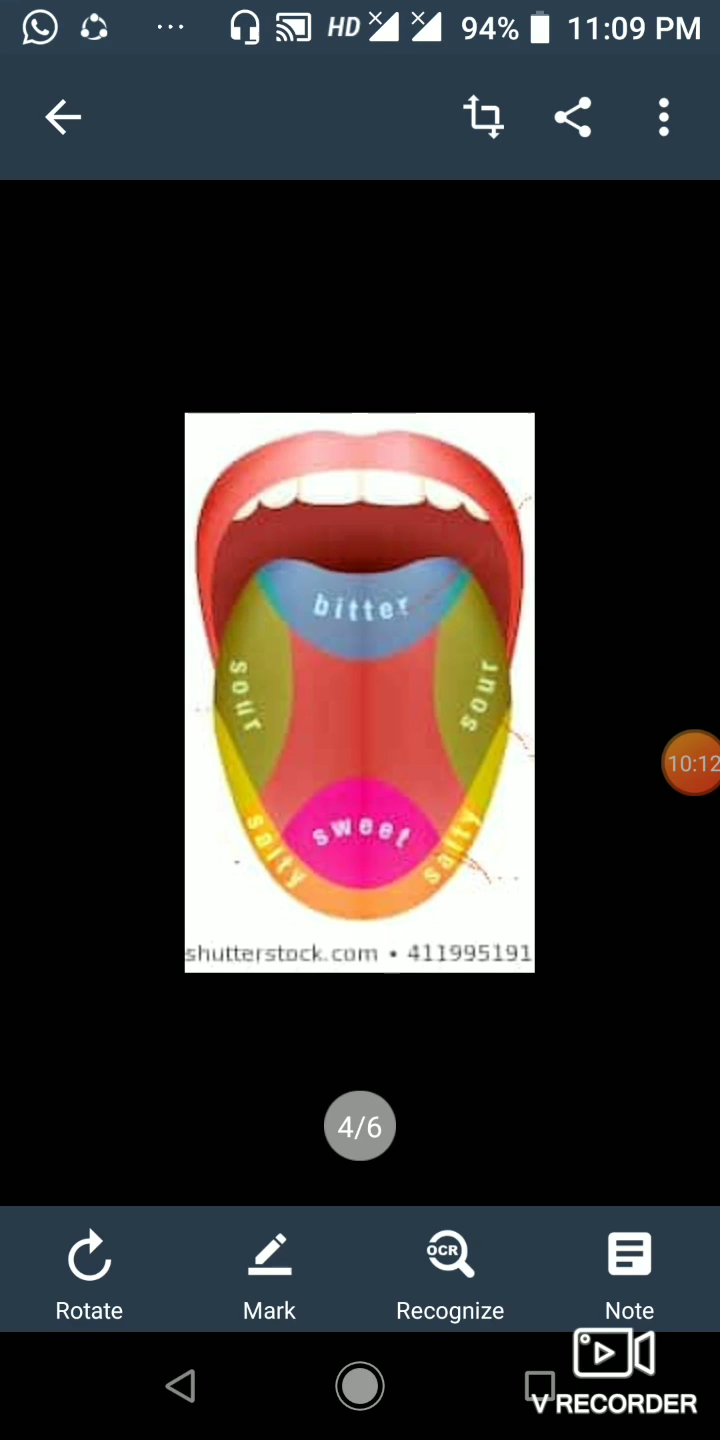 HD 94% 11:09 PM
bitter
sour sour
sweet
salty salty
shutterstock.com • 411995191
10:12
4/6
OCR
Rotate Mark Recognize Note
V RECORDER